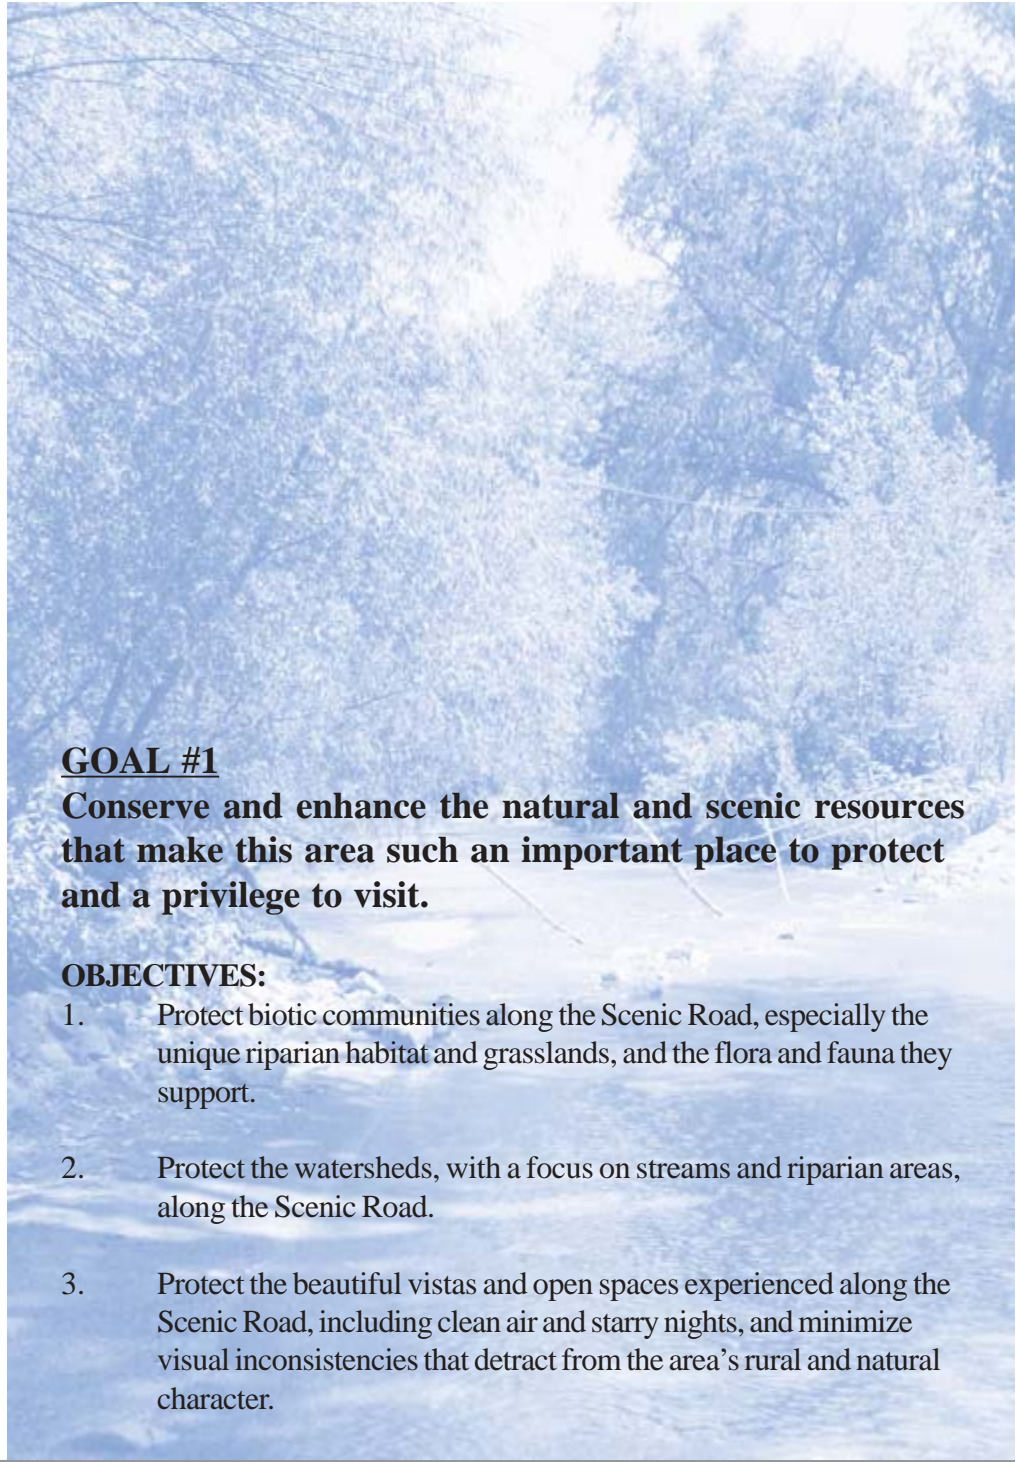 GOAL #1
Conserve and enhance the natural and scenic resources
that make this area such an important place to protect
and a privilege to visit.
OBJECTIVES:
1. Protect biotic communities along the Scenic Road, especially the
unique riparian habitat and grasslands, and the flora and fauna they
support.
2. Protect the watersheds, with a focus on streams and riparian areas,
along the Scenic Road.
3. Protect the beautiful vistas and open spaces experienced along the
Scenic Road, including clean air and starry nights, and minimize
visual inconsistencies that detract from the area’s rural and natural
character.